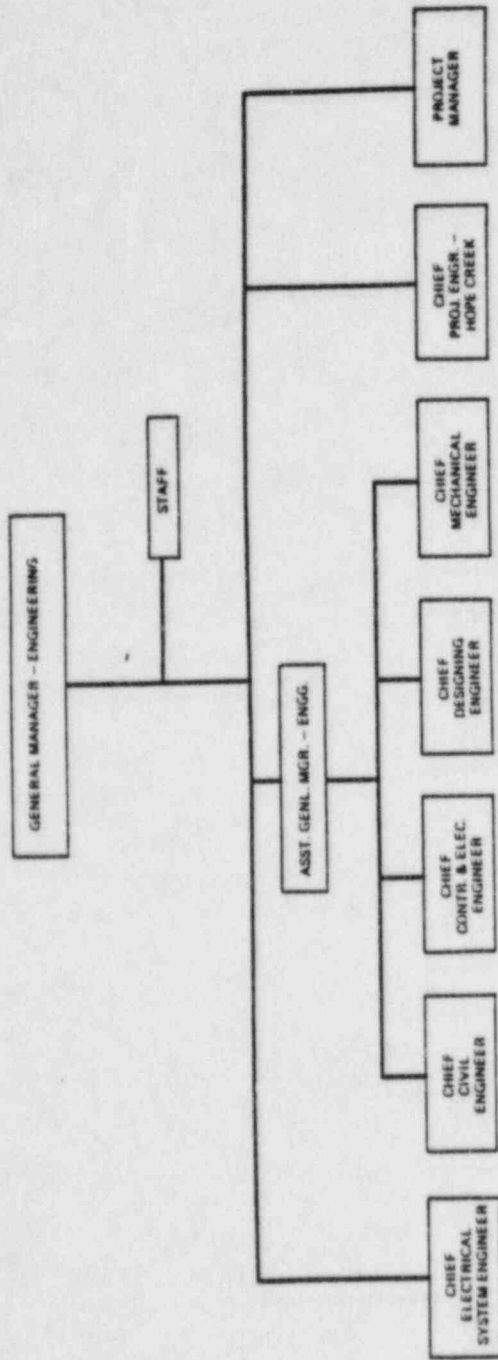 GENERAL MANAGER – ENGINEERING
STAFF
ASST. GENL. MGR. – ENGG.
CHIEF
ELECTRICAL
SYSTEM ENGINEER
CHIEF
CIVIL
ENGINEER
CHIEF
CONTR. & ELEC.
ENGINEER
CHIEF
DESIGNING
ENGINEER
CHIEF
MECHANICAL
ENGINEER
CHIEF
PROJ. ENGR. –
HOPE CREEK
PROJECT
MANAGER